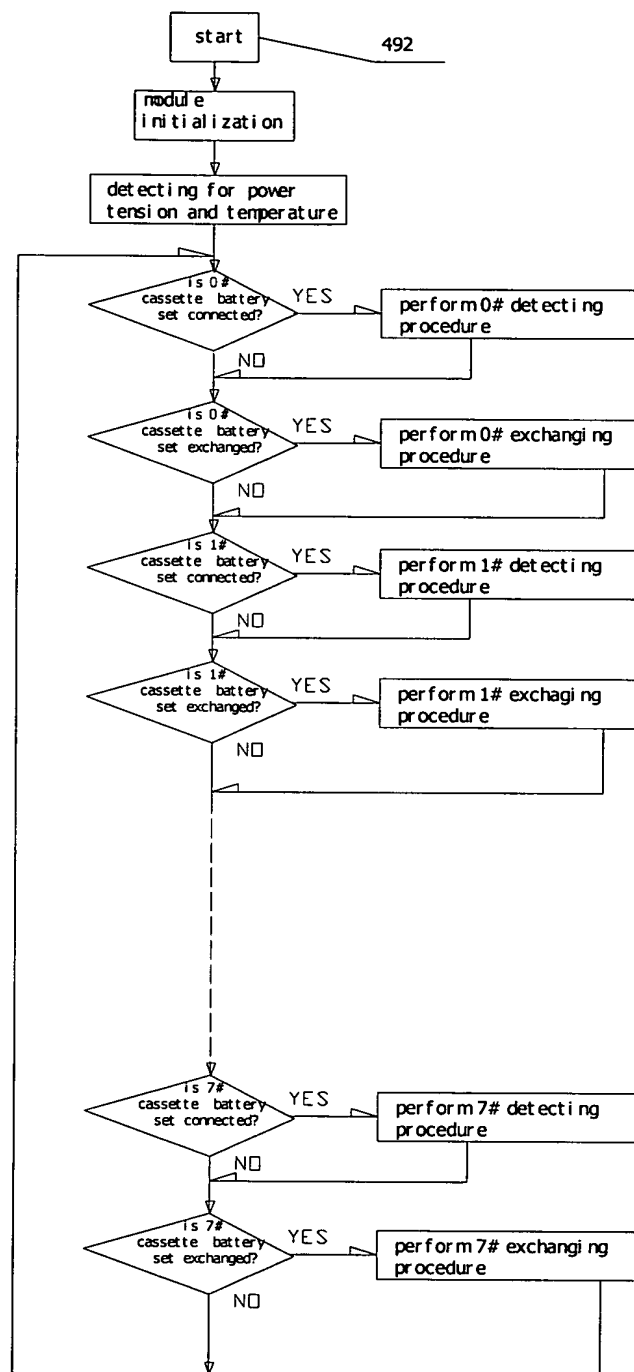 start
492
module
initialization
detecting for power
tension and temperature
is 0#
cassette battery
set connected?
YES
perform 0# detecting
procedure
NO
is 0#
cassette battery
set exchanged?
YES
perform 0# exchanging
procedure
NO
is 1#
cassette battery
set connected?
YES
perform 1# detecting
procedure
NO
is 1#
cassette battery
set exchanged?
YES
perform 1# exchaging
procedure
NO
is 7#
cassette battery
set connected?
YES
perform 7# detecting
procedure
NO
is 7#
cassette battery
set exchanged?
YES
perform 7# exchanging
procedure
NO